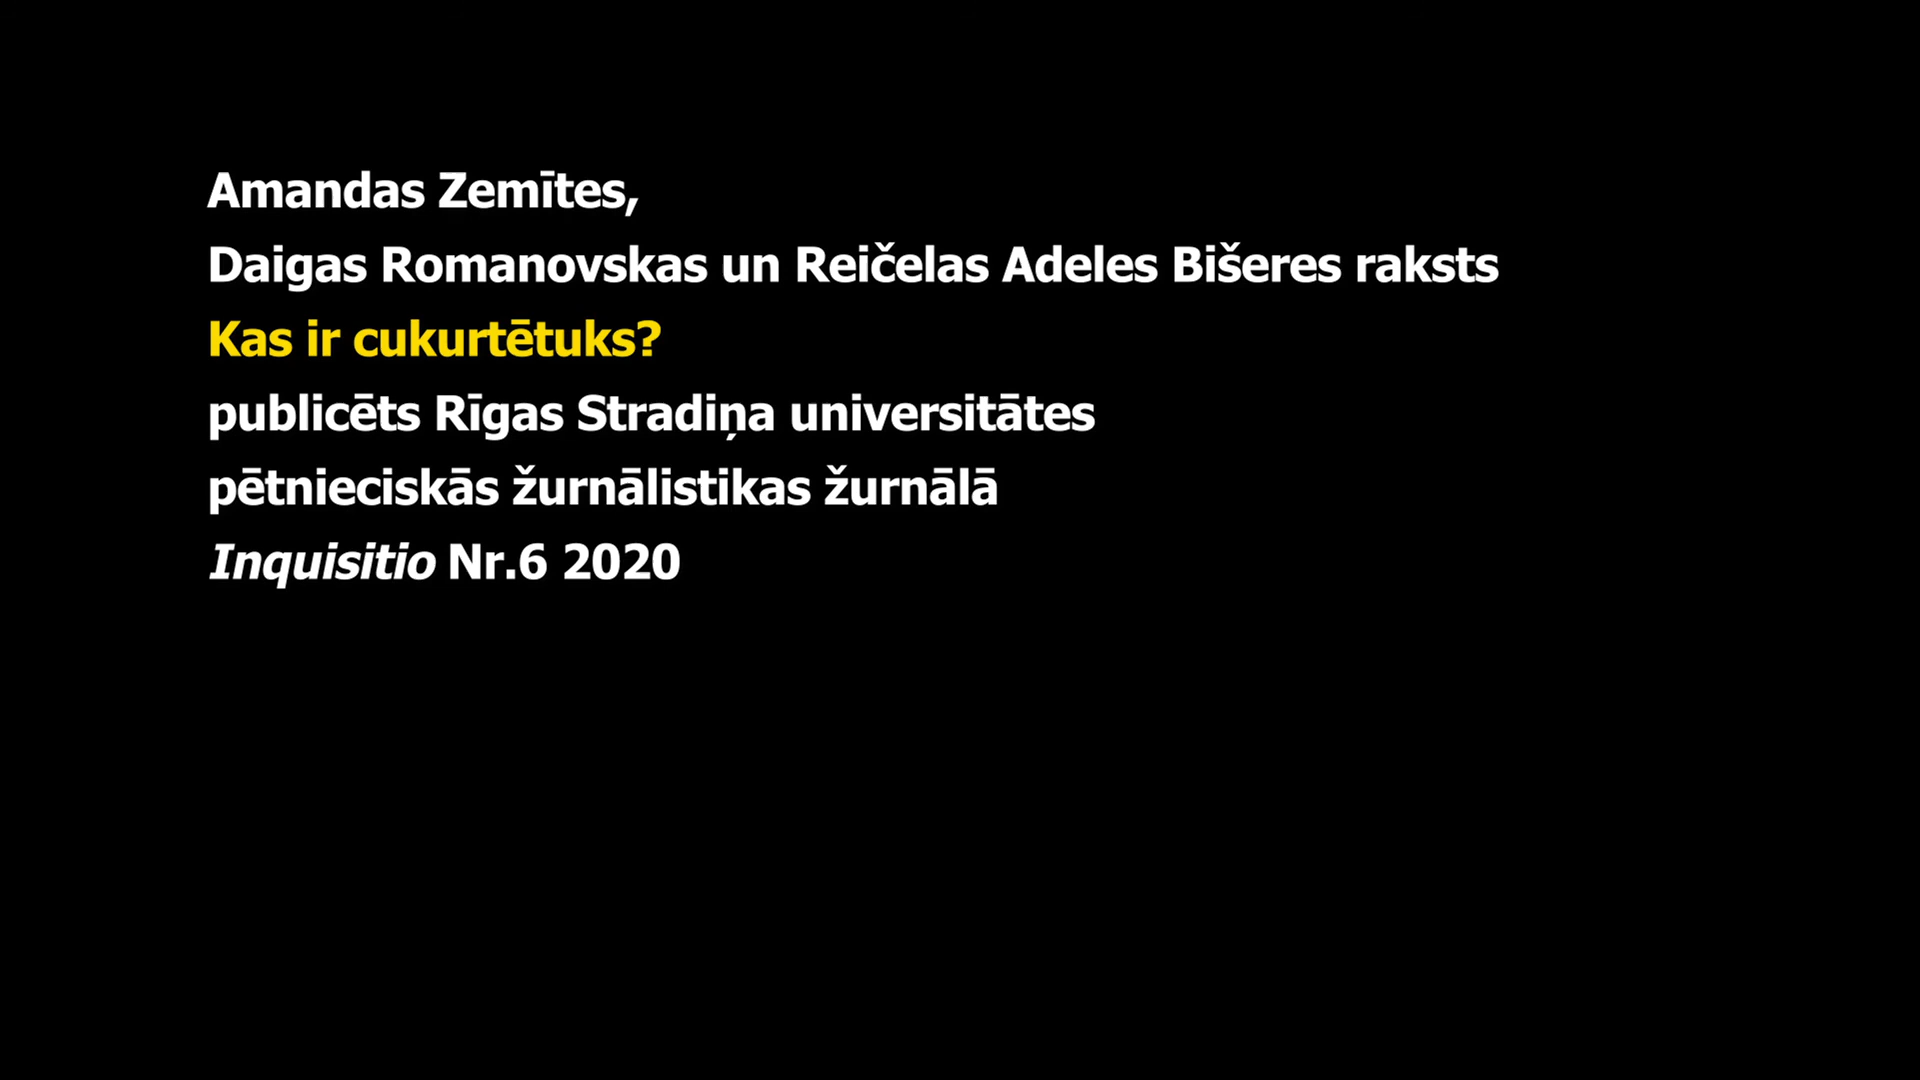 Amandas Zemītes,
Daigas Romanovskas un Reičelas Adeles Bišeres raksts
Kas ir cukurtētuks?
publicēts Rīgas Stradiņa universitātes
pētnieciskās žurnālistikas žurnālā
Inquisitio Nr.6 2020